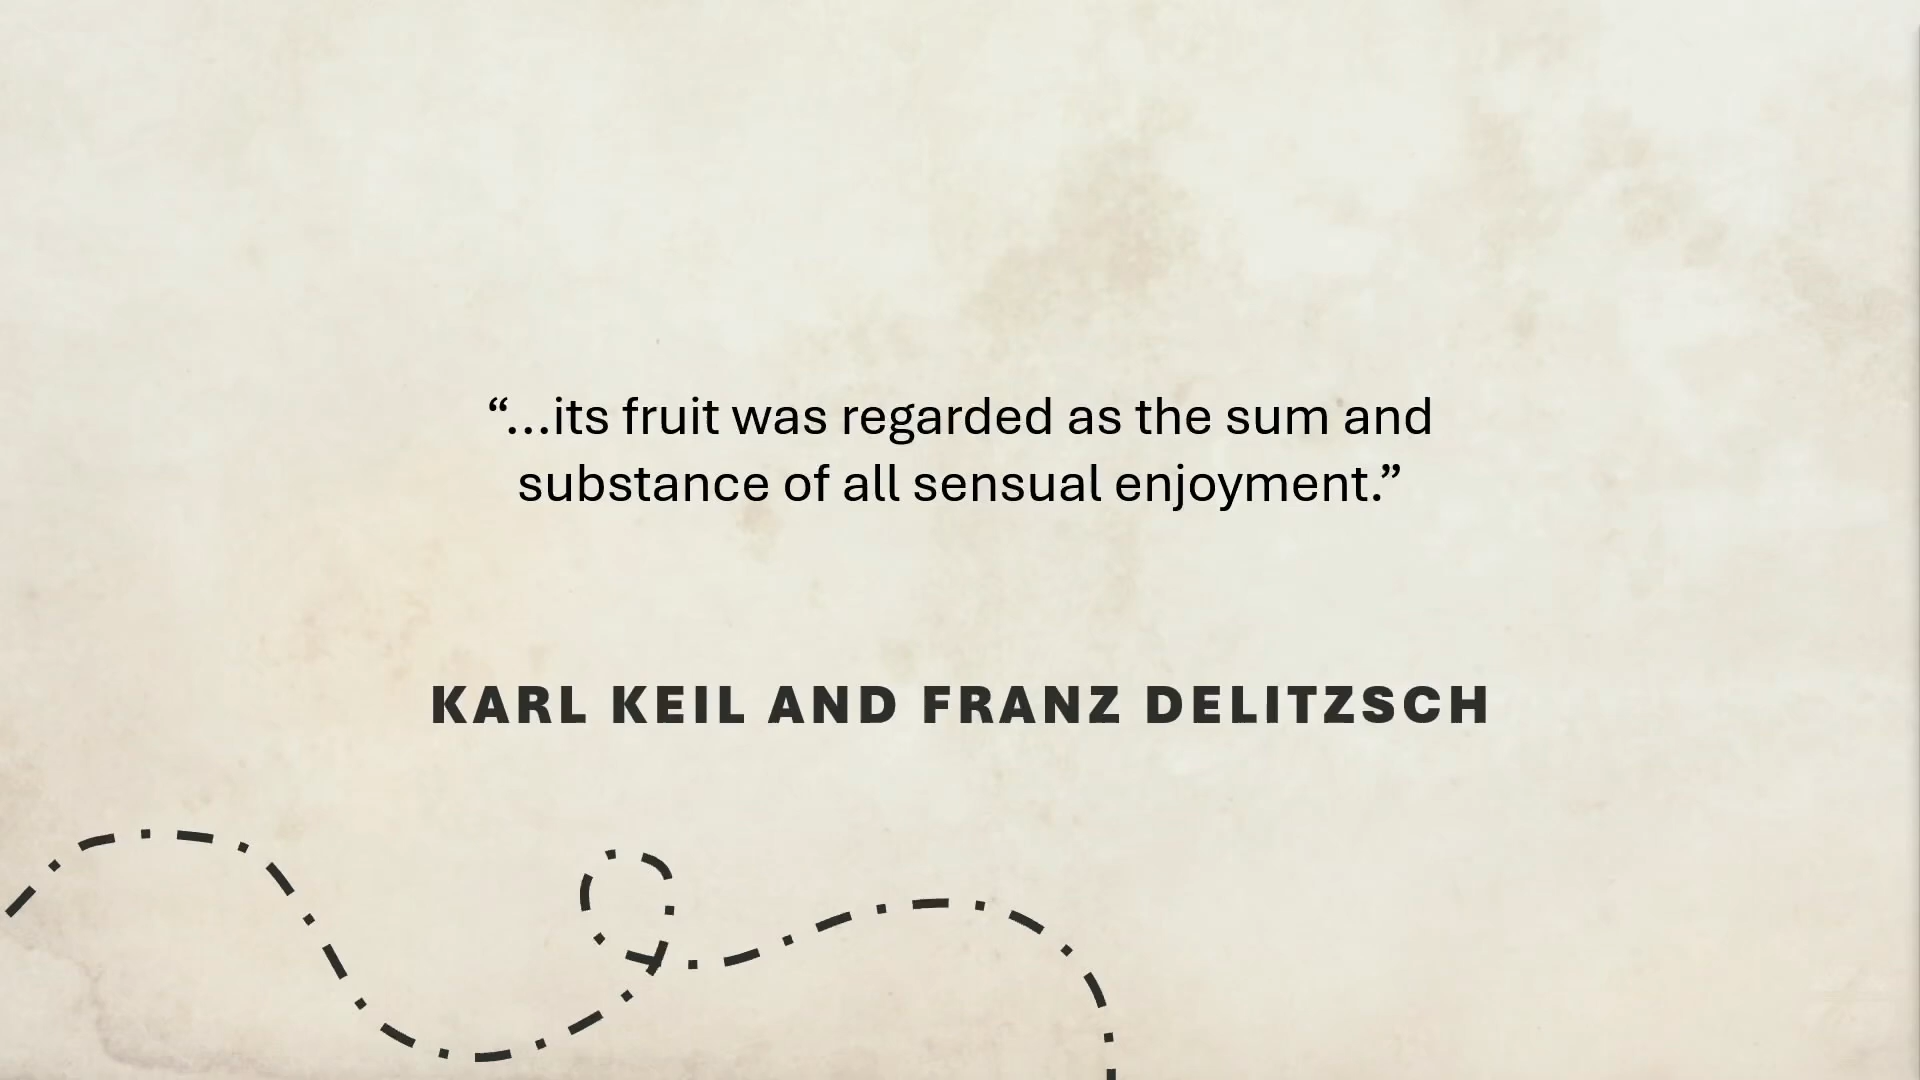 “…its fruit was regarded as the sum and
substance of all sensual enjoyment.”
KARL KEIL AND FRANZ DELITZSCH